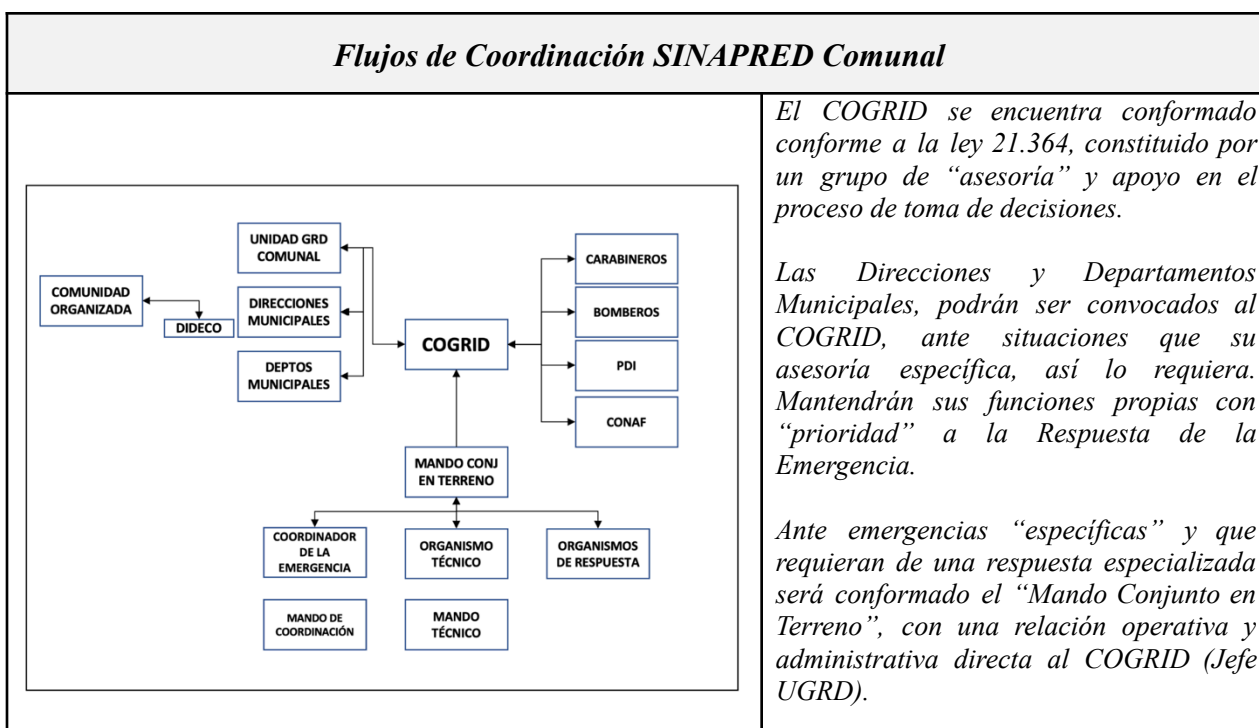 Flujos de Coordinación SINAPRED Comunal
UNIDAD GRD
COMUNAL
COMUNIDAD
ORGANIZADA
DIDECO
DIRECCIONES
MUNICIPALES
DEPTOS
MUNICIPALES
COGRID
CARABINEROS
BOMBEROS
PDI
CONAF
MANDO CONJ
EN TERRENO
COORDINADOR
DE LA
EMERGENCIA
ORGANISMO
TÉCNICO
ORGANISMOS
DE RESPUESTA
MANDO DE
COORDINACIÓN
MANDO
TÉCNICO
El COGRID se encuentra conformado
conforme a la ley 21.364, constituido por
un grupo de “asesoría” y apoyo en el
proceso de toma de decisiones.
Las Direcciones y Departamentos
Municipales, podrán ser convocados al
COGRID, ante situaciones que su
asesoría específica, así lo requiera.
Mantendrán sus funciones propias con
“prioridad” a la Respuesta de la
Emergencia.
Ante emergencias “específicas” y que
requieran de una respuesta especializada
será conformado el “Mando Conjunto en
Terreno”, con una relación operativa y
administrativa directa al COGRID (Jefe
UGRD).